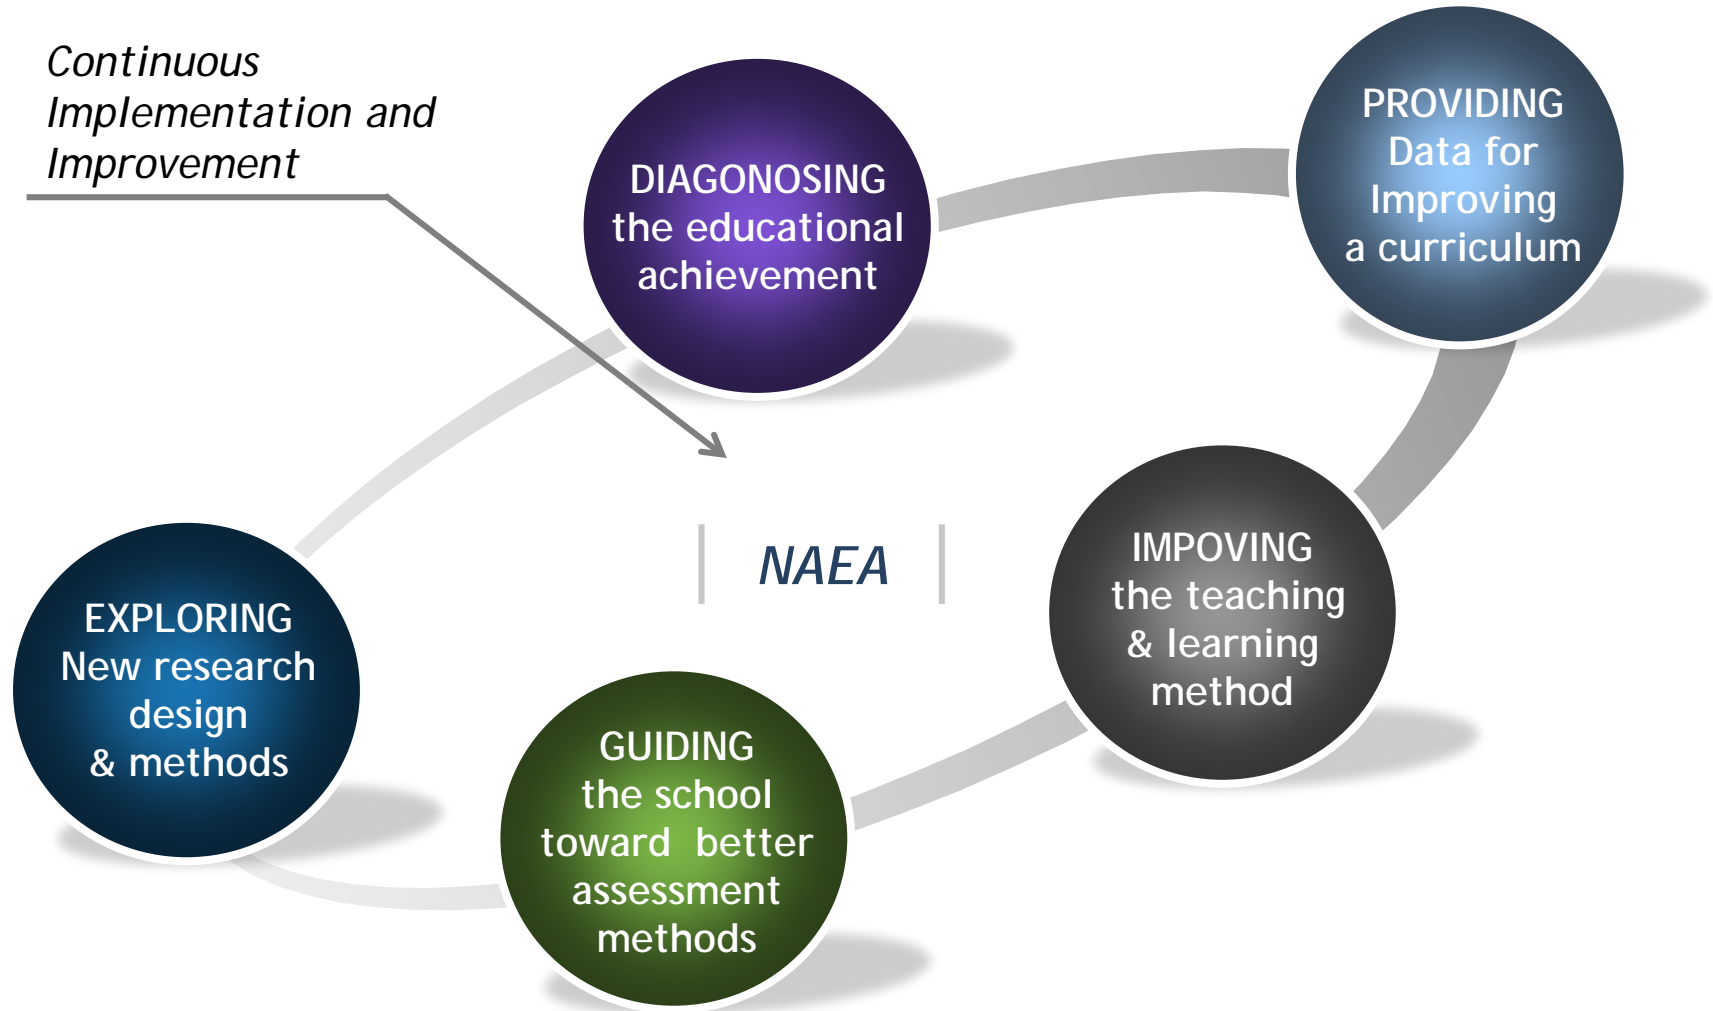 Continuous
Implementation and
Improvement
DIAGONOSING
the educational
achievement
PROVIDING
Data for
Improving
a curriculum
IMPOVING
the teaching
& learning
method
NAEA
EXPLORING
New research
design
& methods
GUIDING
the school
toward better
assessment
methods